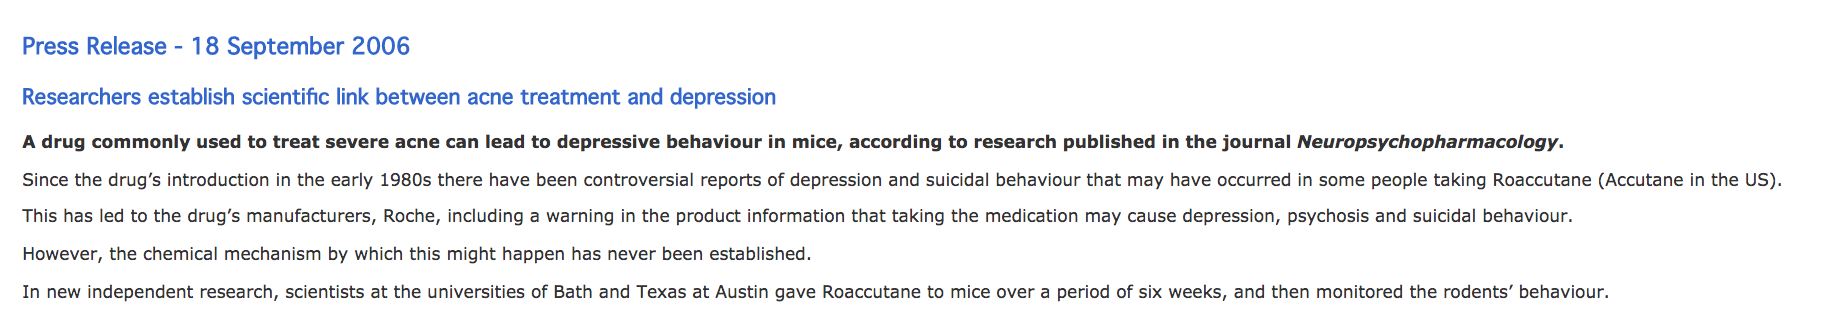 Press Release - 18 September 2006
Researchers establish scientific link between acne treatment and depression
A drug commonly used to treat severe acne can lead to depressive behaviour in mice, according to research published in the journal Neuropsychopharmacology.
Since the drug’s introduction in the early 1980s there have been controversial reports of depression and suicidal behaviour that may have occurred in some people taking Roaccutane (Accutane in the US).
This has led to the drug’s manufacturers, Roche, including a warning in the product information that taking the medication may cause depression, psychosis and suicidal behaviour.
However, the chemical mechanism by which this might happen has never been established.
In new independent research, scientists at the universities of Bath and Texas at Austin gave Roaccutane to mice over a period of six weeks, and then monitored the rodents’ behaviour.